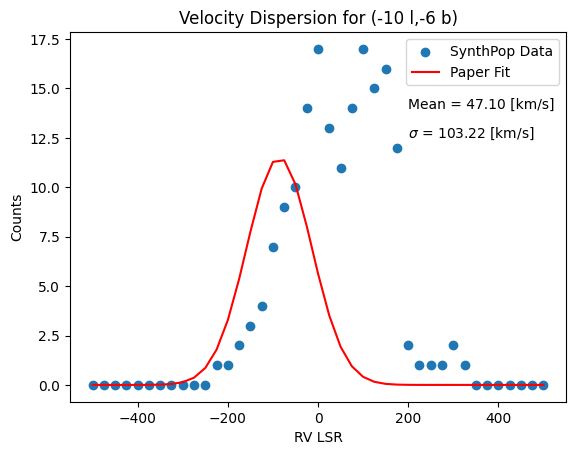 Velocity Dispersion for (-10 l,-6 b)
17.5
15.0
12.5
10.0
7.5
5.0
2.5
0.0
Counts
SynthPop Data
Paper Fit
Mean = 47.10 [km/s]
σ = 103.22 [km/s]
−400
−200
0
200
400
RV LSR